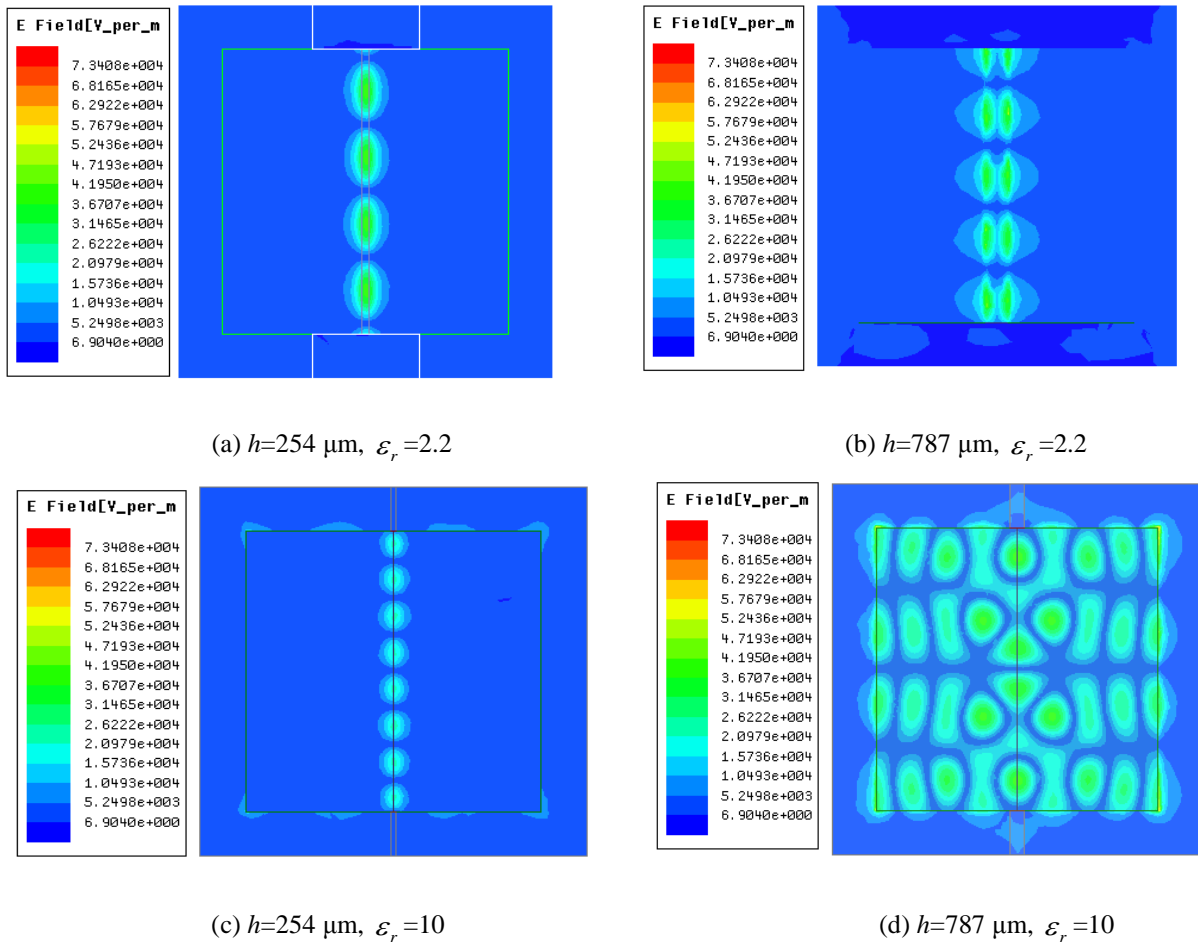 E Field[V_per_m
7.3408e+004
6.8165e+004
6.2922e+004
5.7679e+004
5.2436e+004
4.7193e+004
4.1950e+004
3.6707e+004
3.1465e+004
2.6222e+004
2.0979e+004
1.5736e+004
1.0493e+004
5.2498e+003
6.9040e+000
E Field[V_per_m
7.3408e+004
6.8165e+004
6.2922e+004
5.7679e+004
5.2436e+004
4.7193e+004
4.1950e+004
3.6707e+004
3.1465e+004
2.6222e+004
2.0979e+004
1.5736e+004
1.0493e+004
5.2498e+003
6.9040e+000
(a) h=254 μm, εr =2.2
(b) h=787 μm, εr =2.2
E Field[V_per_m
7.3408e+004
6.8165e+004
6.2922e+004
5.7679e+004
5.2436e+004
4.7193e+004
4.1950e+004
3.6707e+004
3.1465e+004
2.6222e+004
2.0979e+004
1.5736e+004
1.0493e+004
5.2498e+003
6.9040e+000
E Field[V_per_m
7.3408e+004
6.8165e+004
6.2922e+004
5.7679e+004
5.2436e+004
4.7193e+004
4.1950e+004
3.6707e+004
3.1465e+004
2.6222e+004
2.0979e+004
1.5736e+004
1.0493e+004
5.2498e+003
6.9040e+000
(c) h=254 μm, εr =10
(d) h=787 μm, εr =10